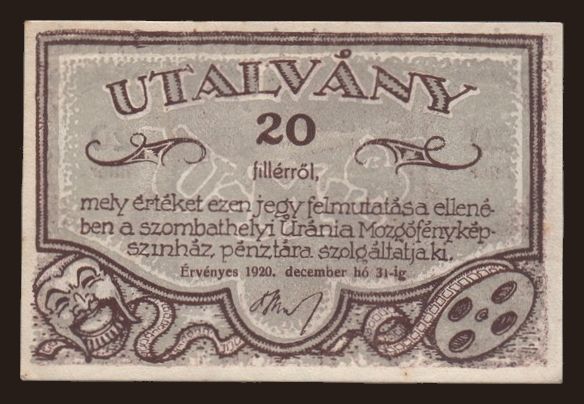 UTALVÁNY
20
fillérről,
mely értéket ezen jegy felmutatása ellené-
ben a szombathelyi Uránia Mozgófénykép-
szinház pénztára szolgáltatja ki.
Érvényes 1920. december hó 31-ig